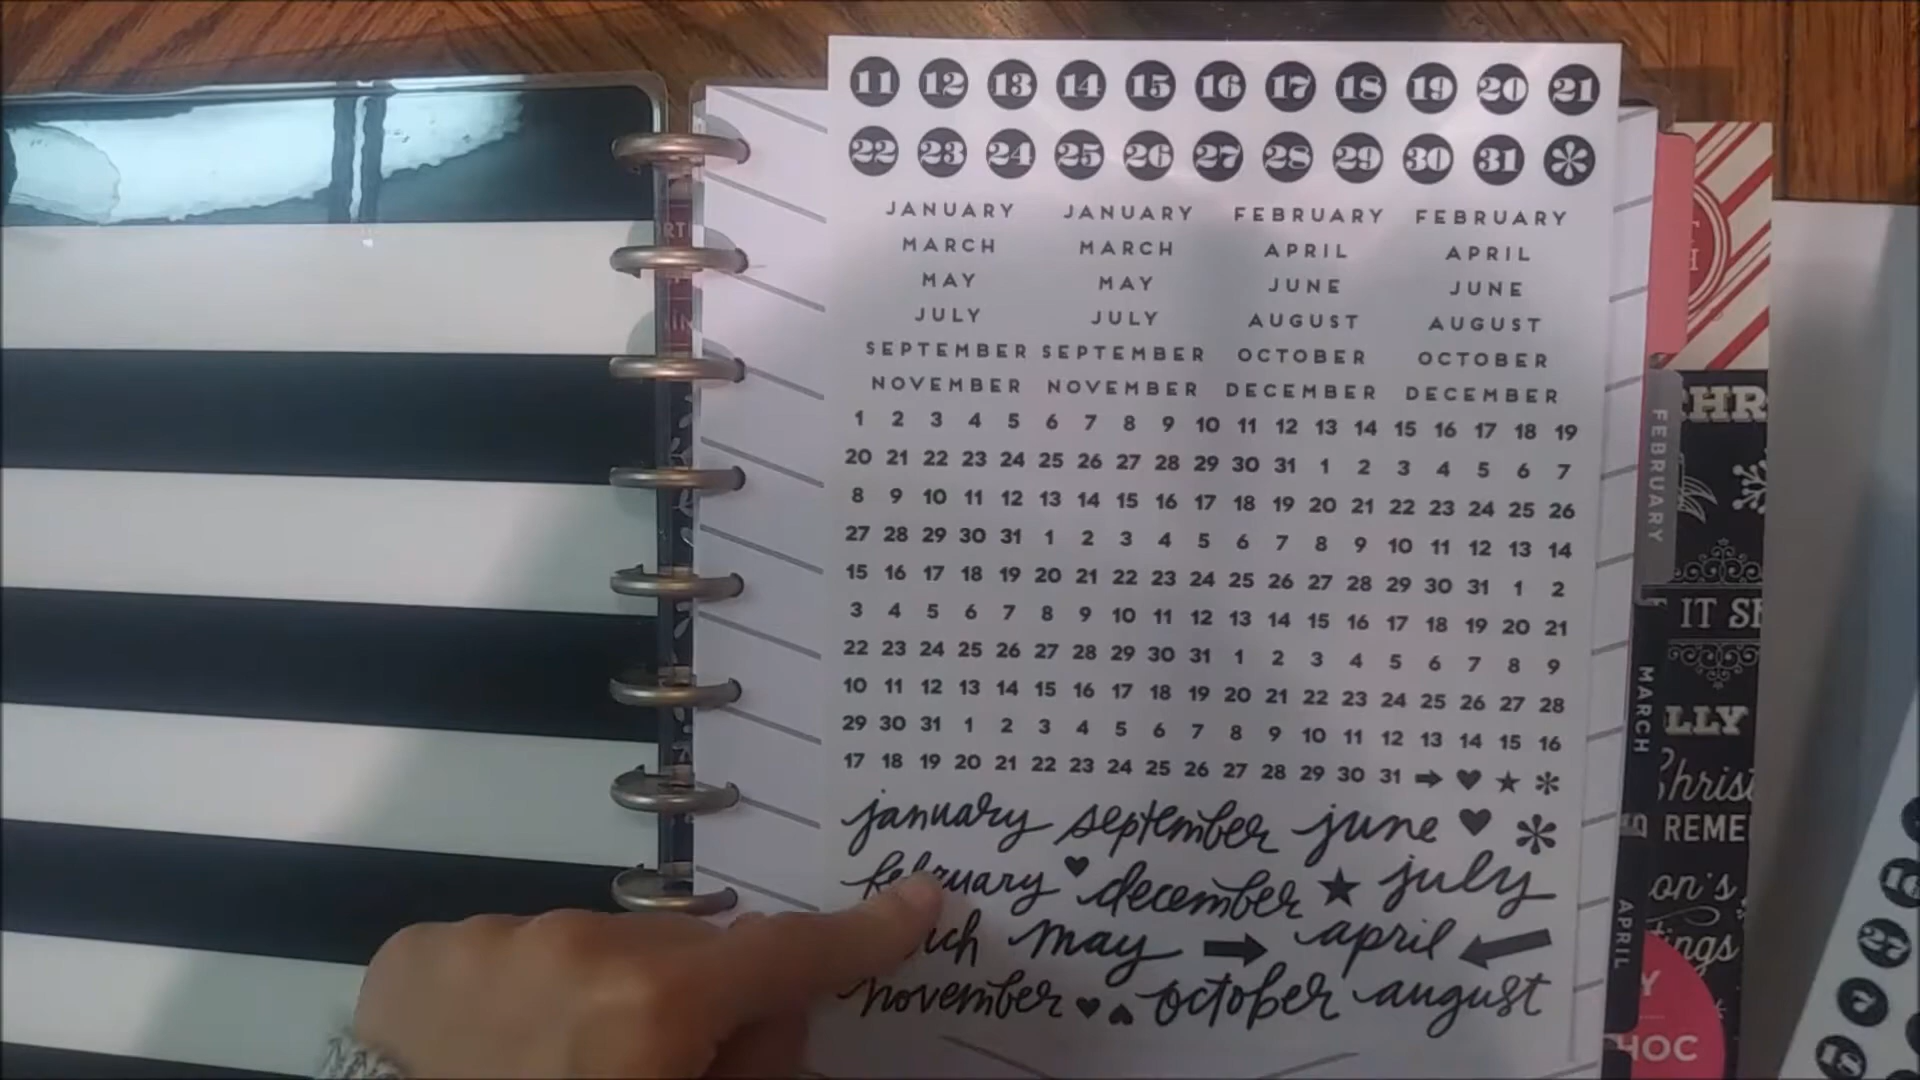 11 12 13 14 15 16 17 18 19 20 21
22 23 24 25 26 27 28 29 30 31 *
JANUARY JANUARY FEBRUARY FEBRUARY
MARCH MARCH APRIL APRIL
MAY MAY JUNE JUNE
JULY JULY AUGUST AUGUST
SEPTEMBER SEPTEMBER OCTOBER OCTOBER
NOVEMBER NOVEMBER DECEMBER DECEMBER
1 2 3 4 5 6 7 8 9 10 11 12 13 14 15 16 17 18 19
20 21 22 23 24 25 26 27 28 29 30 31 1 2 3 4 5 6 7
8 9 10 11 12 13 14 15 16 17 18 19 20 21 22 23 24 25 26
27 28 29 30 31 1 2 3 4 5 6 7 8 9 10 11 12 13 14
15 16 17 18 19 20 21 22 23 24 25 26 27 28 29 30 31 1 2
3 4 5 6 7 8 9 10 11 12 13 14 15 16 17 18 19 20 21
22 23 24 25 26 27 28 29 30 31 1 2 3 4 5 6 7 8 9
10 11 12 13 14 15 16 17 18 19 20 21 22 23 24 25 26 27 28
29 30 31 1 2 3 4 5 6 7 8 9 10 11 12 13 14 15 16
17 18 19 20 21 22 23 24 25 26 27 28 29 30 31 ➡ ♥ ★ *
january september june ♥ *
february ♥ december ★ july
ch may ➡ april ⬅
november ♥ ♥ october august
FEBRUARY
MARCH
APRIL
HR
IT S
LLY
Christ
REME
on's
tings
Y
HOC
27
7
18